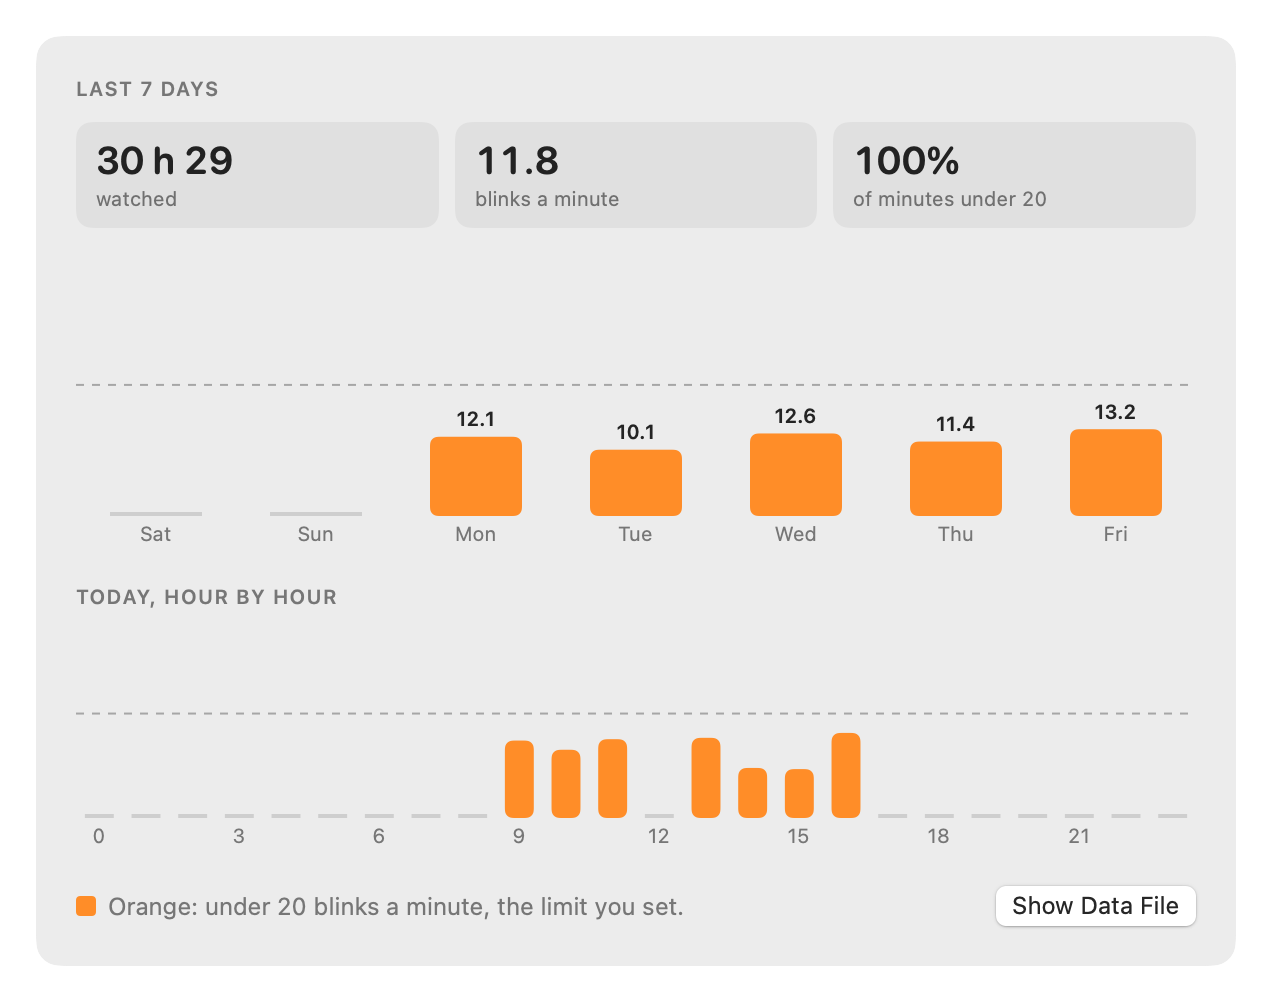 LAST 7 DAYS
30 h 29
watched
11.8
blinks a minute
100%
of minutes under 20
12.1
10.1
12.6
11.4
13.2
Sat
Sun
Mon
Tue
Wed
Thu
Fri
TODAY, HOUR BY HOUR
0
3
6
9
12
15
18
21
Orange: under 20 blinks a minute, the limit you set.
Show Data File